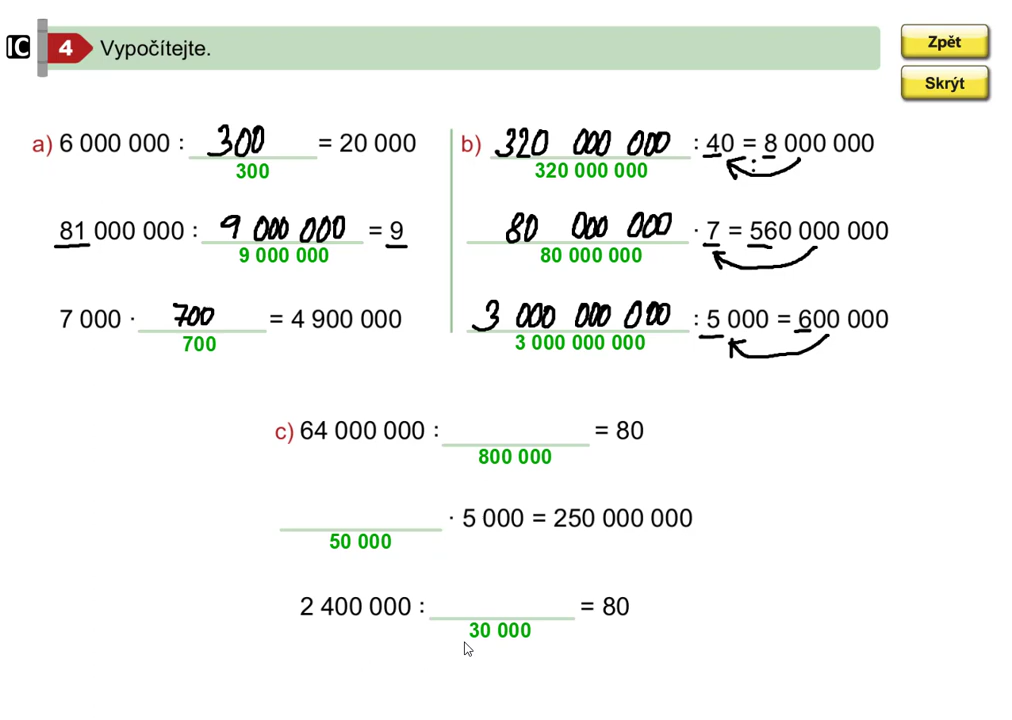 IC 4 Vypočítejte.
Zpět
Skrýt
a) 6 000 000 : 300 = 20 000
300
81 000 000 : 9 000 000 = 9
9 000 000
7 000 · 700 = 4 900 000
700
b) 320 000 000 : 40 = 8 000 000
320 000 000
:
80 000 000 · 7 = 560 000 000
80 000 000
3 000 000 000 : 5 000 = 600 000
3 000 000 000
c) 64 000 000 : = 80
800 000
· 5 000 = 250 000 000
50 000
2 400 000 : = 80
30 000